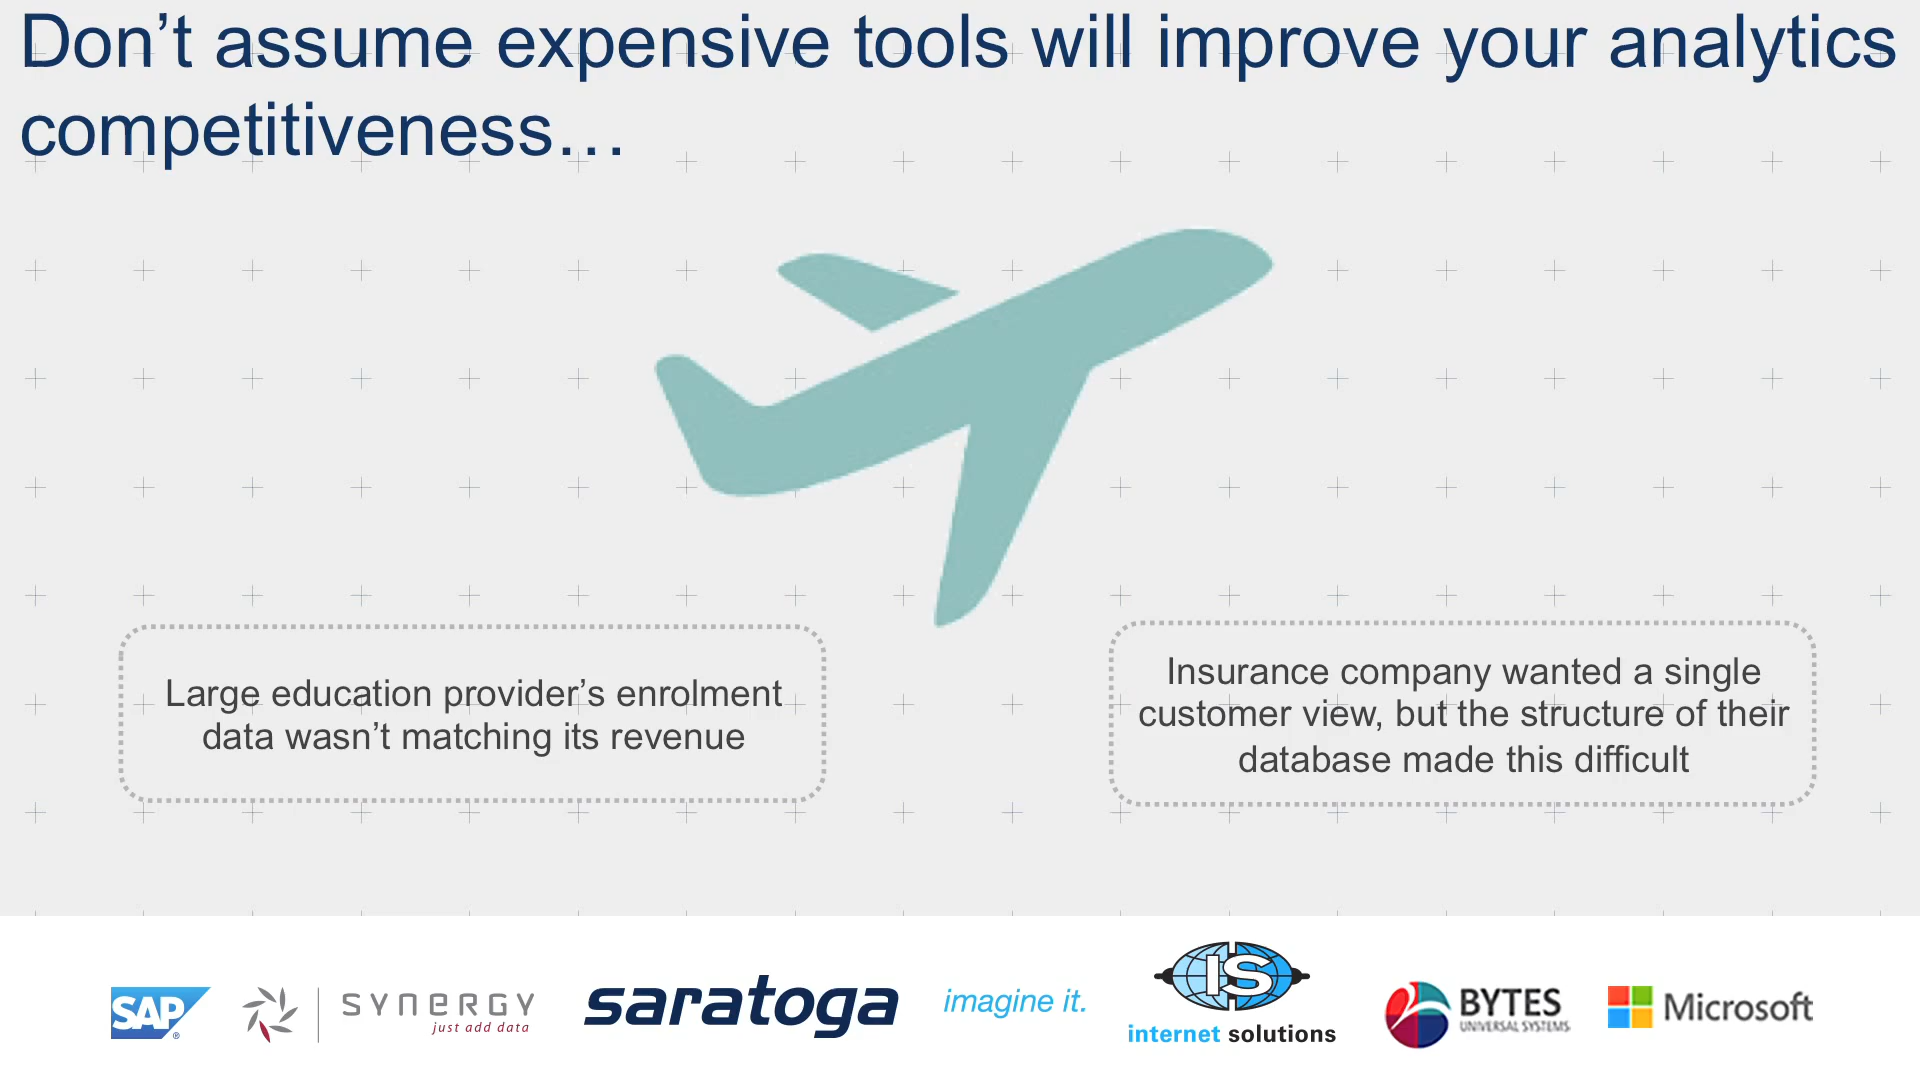 Don’t assume expensive tools will improve your analytics
competitiveness…
Large education provider’s enrolment
data wasn’t matching its revenue
Insurance company wanted a single
customer view, but the structure of their
database made this difficult
SAP ®
SYNERGY
just add data
saratoga
imagine it.
IS
internet solutions
BYTES
UNIVERSAL SYSTEMS
Microsoft